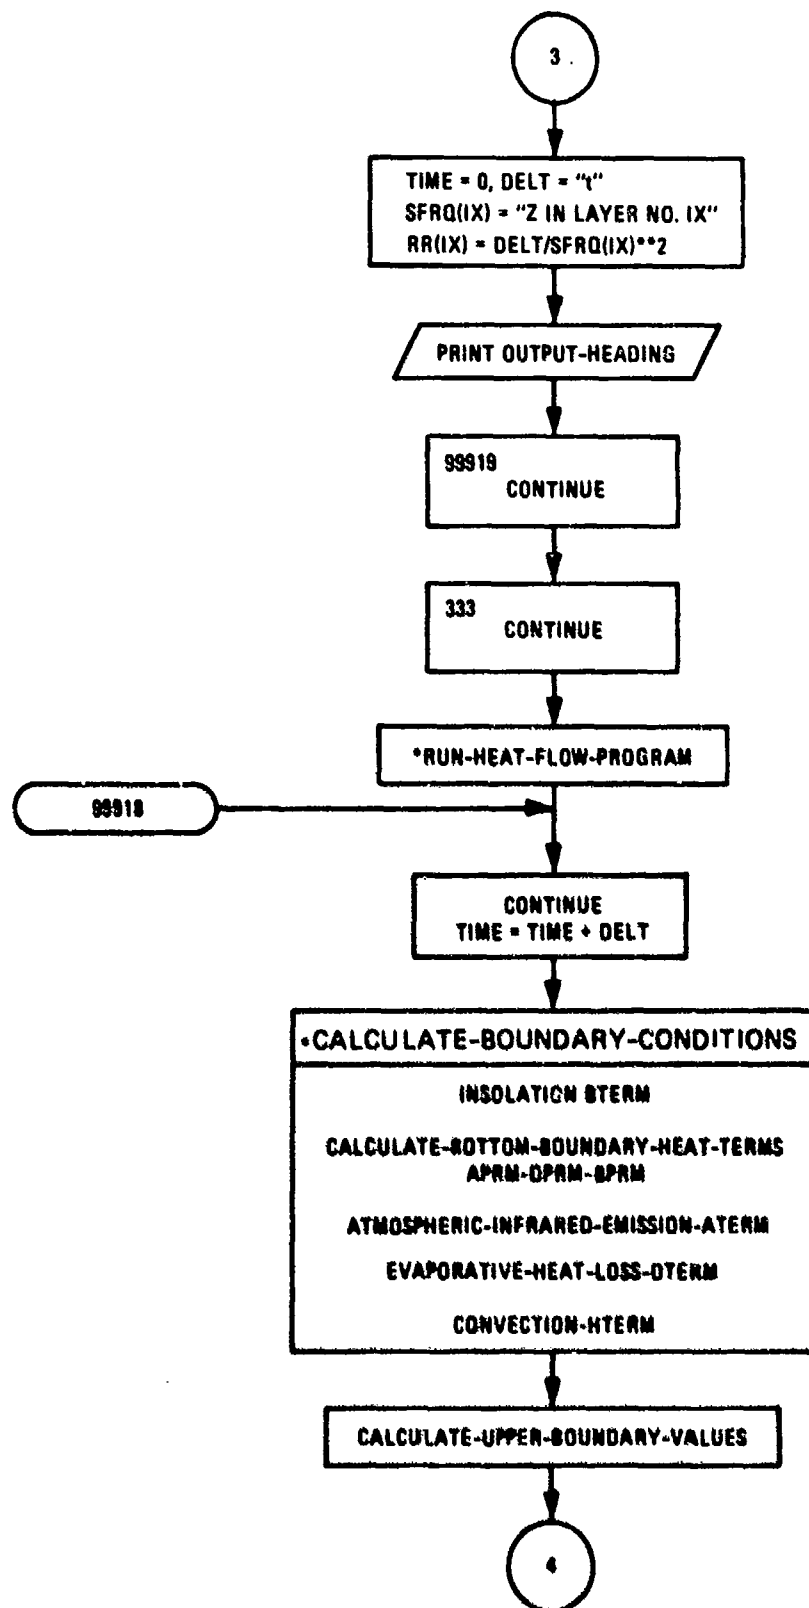 3
TIME = 0, DELT = "t"
SFRQ(IX) = "Z IN LAYER NO. IX"
RR(IX) = DELT/SFRQ(IX)**2
PRINT OUTPUT-HEADING
99919
CONTINUE
333
CONTINUE
*RUN-HEAT-FLOW-PROGRAM
99918
CONTINUE
TIME = TIME + DELT
*CALCULATE-BOUNDARY-CONDITIONS
INSOLATION BTERM
CALCULATE-BOTTOM-BOUNDARY-HEAT-TERMS
APRM-DPRM-BPRM
ATMOSPHERIC-INFRARED-EMISSION-ATERM
EVAPORATIVE-HEAT-LOSS-DTERM
CONVECTION-HTERM
CALCULATE-UPPER-BOUNDARY-VALUES
4